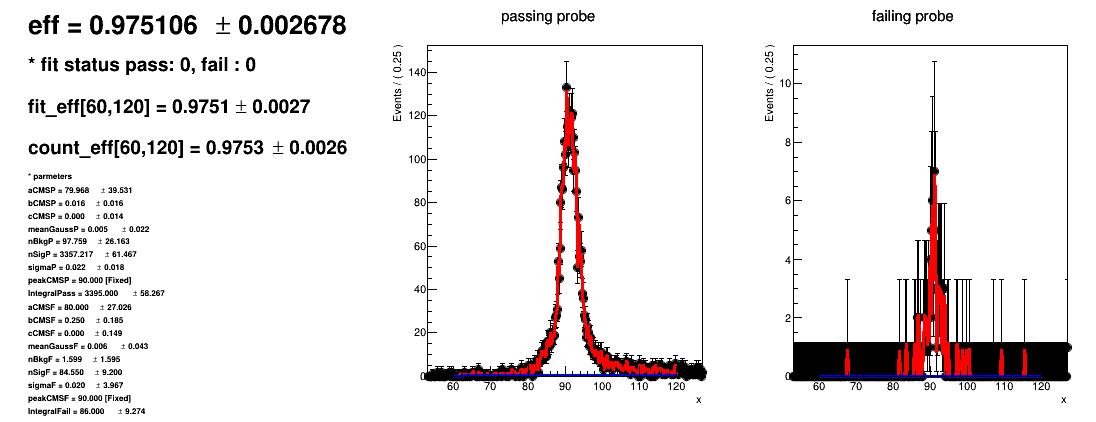 eff = 0.975106 ± 0.002678
* fit status pass: 0, fail : 0
fit_eff[60,120] = 0.9751 ± 0.0027
count_eff[60,120] = 0.9753 ± 0.0026
* parmeters
aCMSP = 79.968 ± 39.531
bCMSP = 0.016 ± 0.016
cCMSP = 0.000 ± 0.014
meanGaussP = 0.005 ± 0.022
nBkgP = 97.759 ± 26.163
nSigP = 3357.217 ± 61.467
sigmaP = 0.022 ± 0.018
peakCMSP = 90.000 [Fixed]
IntegralPass = 3395.000 ± 58.267
aCMSF = 80.000 ± 27.026
bCMSF = 0.250 ± 0.185
cCMSF = 0.000 ± 0.149
meanGaussF = 0.006 ± 0.043
nBkgF = 1.599 ± 1.595
nSigF = 84.550 ± 9.200
sigmaF = 0.020 ± 3.967
peakCMSF = 90.000 [Fixed]
IntegralFail = 86.000 ± 9.274
passing probe
Events / ( 0.25 )
140
120
100
80
60
40
20
0
60 70 80 90 100 110 120
x
failing probe
Events / ( 0.25 )
10
8
6
4
2
0
60 70 80 90 100 110 120
x